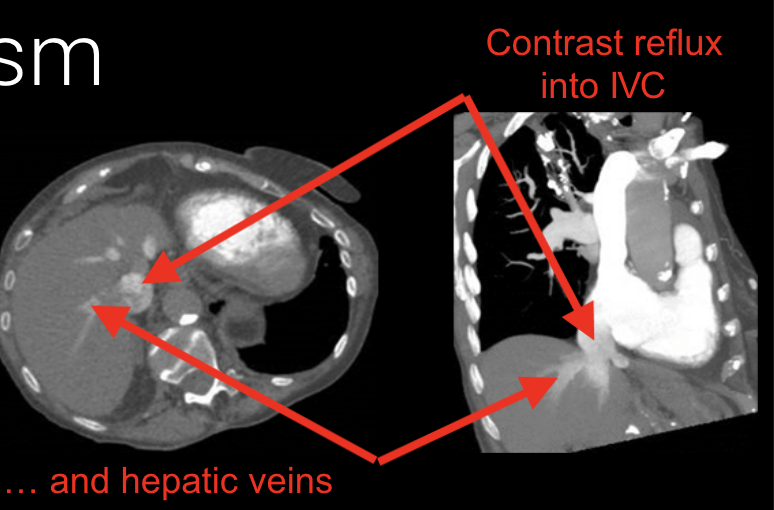 sm
Contrast reflux
into IVC
… and hepatic veins